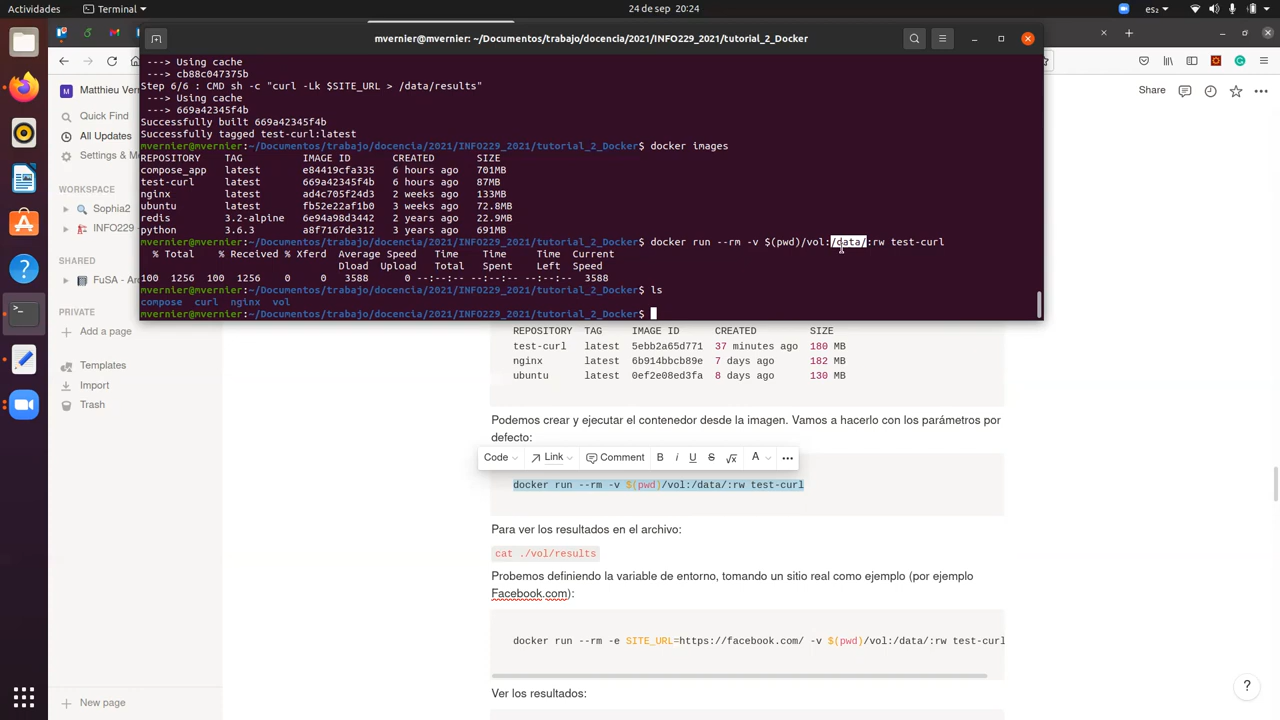 Actividades
Terminal
24 de sep 20:24
es₂
mvernier@mvernier: ~/Documentos/trabajo/docencia/2021/INFO229_2021/tutorial_2_Docker
---> Using cache
---> cb88c047375b
Step 6/6 : CMD sh -c "curl -Lk $SITE_URL > /data/results"
---> Using cache
---> 669a42345f4b
Successfully built 669a42345f4b
Successfully tagged test-curl:latest
mvernier@mvernier:~/Documentos/trabajo/docencia/2021/INFO229_2021/tutorial_2_Docker$ docker images
REPOSITORY TAG IMAGE ID CREATED SIZE
compose_app latest e84419cfa335 6 hours ago 701MB
test-curl latest 669a42345f4b 6 hours ago 87MB
nginx latest ad4c705f24d3 2 weeks ago 133MB
ubuntu latest fb52e22af1b0 3 weeks ago 72.8MB
redis 3.2-alpine 6e94a98d3442 2 years ago 22.9MB
python 3.6.3 a8f7167de312 3 years ago 691MB
mvernier@mvernier:~/Documentos/trabajo/docencia/2021/INFO229_2021/tutorial_2_Docker$ docker run --rm -v $(pwd)/vol:/data/:rw test-curl
% Total % Received % Xferd Average Speed Time Time Time Current
Dload Upload Total Spent Left Speed
100 1256 100 1256 0 0 3588 0 --:--:-- --:--:-- --:--:-- 3588
mvernier@mvernier:~/Documentos/trabajo/docencia/2021/INFO229_2021/tutorial_2_Docker$ ls
compose curl nginx vol
mvernier@mvernier:~/Documentos/trabajo/docencia/2021/INFO229_2021/tutorial_2_Docker$
M
Matthieu Ver
Quick Find
All Updates
Settings & M
WORKSPACE
Sophia2
INFO229 -
SHARED
FuSA - Ar
PRIVATE
Add a page
Templates
Import
Trash
New page
Share
REPOSITORY TAG IMAGE ID CREATED SIZE
test-curl latest 5ebb2a65d771 37 minutes ago 180 MB
nginx latest 6b914bbcb89e 7 days ago 182 MB
ubuntu latest 0ef2e08ed3fa 8 days ago 130 MB
Podemos crear y ejecutar el contenedor desde la imagen. Vamos a hacerlo con los parámetros por
defecto:
Code Link Comment B i U S √x A
docker run --rm -v $(pwd)/vol:/data/:rw test-curl
Para ver los resultados en el archivo:
cat ./vol/results
Probemos definiendo la variable de entorno, tomando un sitio real como ejemplo (por ejemplo
Facebook.com):
docker run --rm -e SITE_URL=https://facebook.com/ -v $(pwd)/vol:/data/:rw test-curl
Ver los resultados:
?